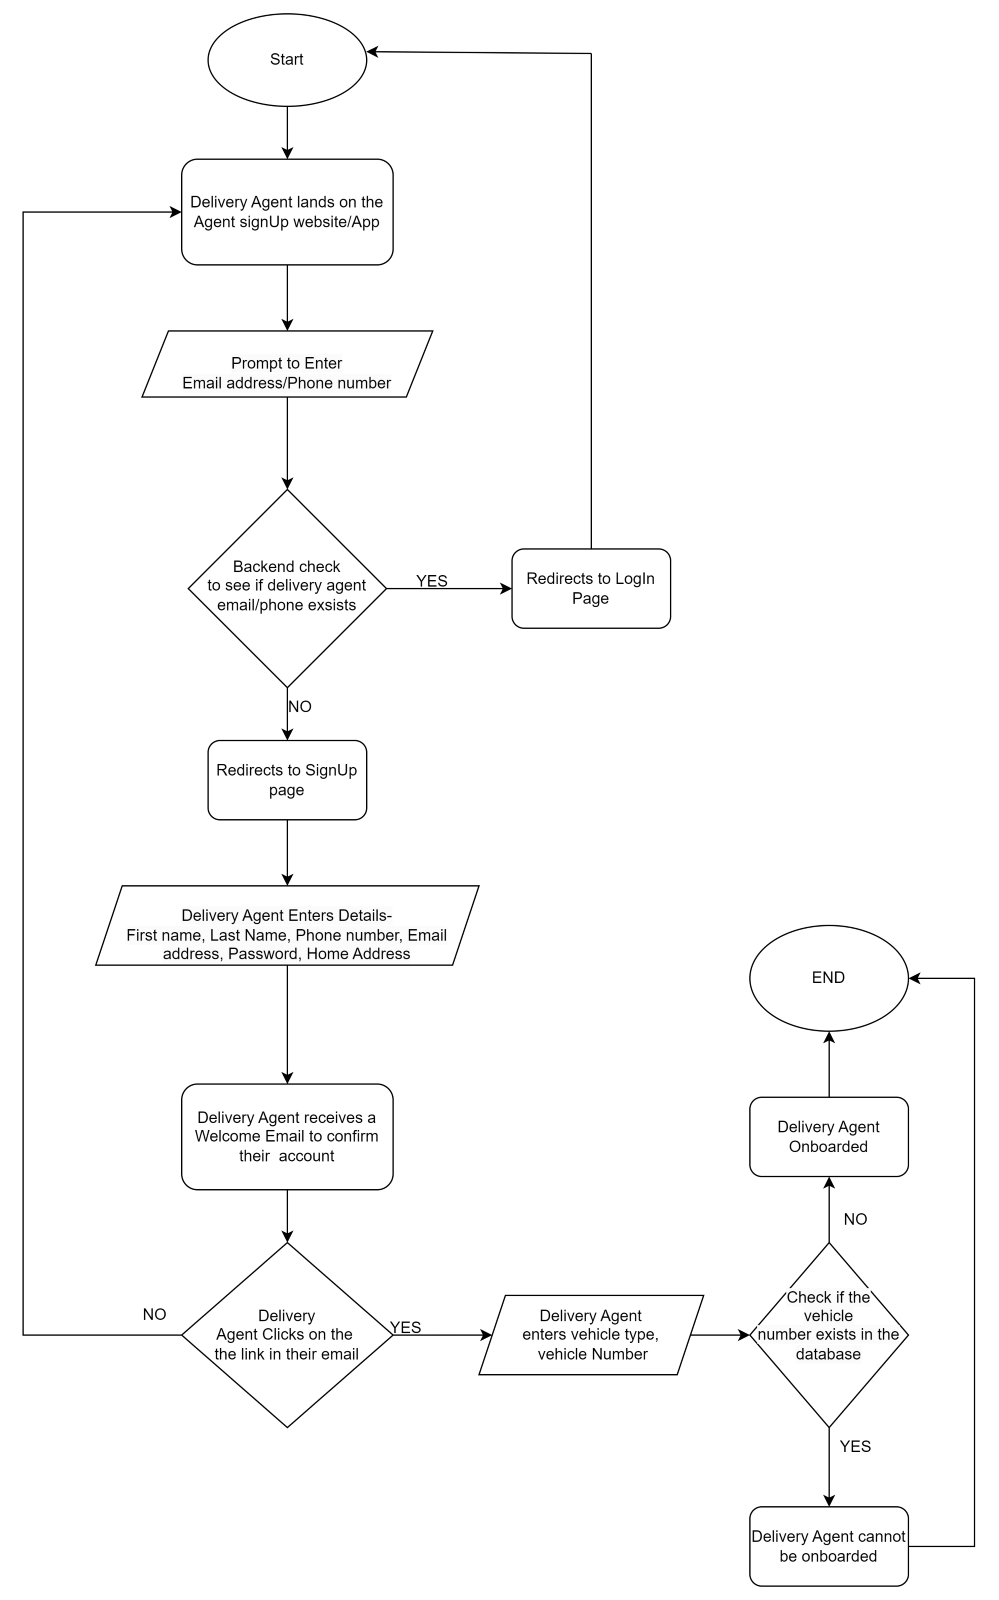 Start
Delivery Agent lands on the
Agent signUp website/App
Prompt to Enter
Email address/Phone number
Backend check
to see if delivery agent
email/phone exsists
YES
Redirects to LogIn
Page
NO
Redirects to SignUp
page
Delivery Agent Enters Details-
First name, Last Name, Phone number, Email
address, Password, Home Address
Delivery Agent receives a
Welcome Email to confirm
their account
Delivery
Agent Clicks on the
the link in their email
NO
YES
Delivery Agent
enters vehicle type,
vehicle Number
Check if the
vehicle
number exists in the
database
NO
Delivery Agent
Onboarded
END
YES
Delivery Agent cannot
be onboarded